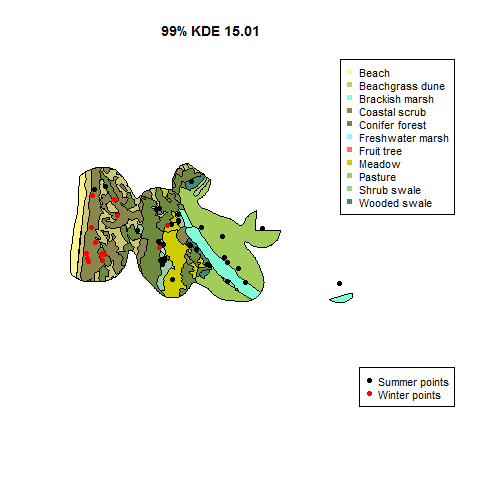 99% KDE 15.01
Beach
Beachgrass dune
Brackish marsh
Coastal scrub
Conifer forest
Freshwater marsh
Fruit tree
Meadow
Pasture
Shrub swale
Wooded swale
Summer points
Winter points